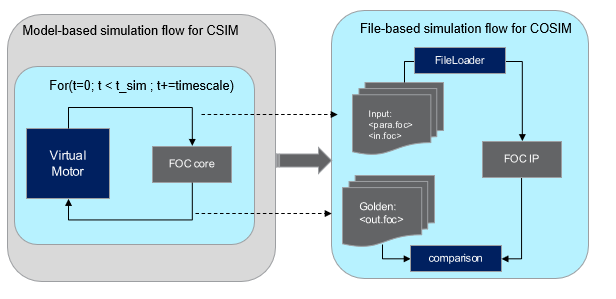 Model-based simulation flow for CSIM
For(t=0; t < t_sim ; t+=timescale)
Virtual
Motor
FOC core
File-based simulation flow for COSIM
FileLoader
Input:
<para.foc>
<in.foc>
FOC IP
Golden:
<out.foc>
comparison